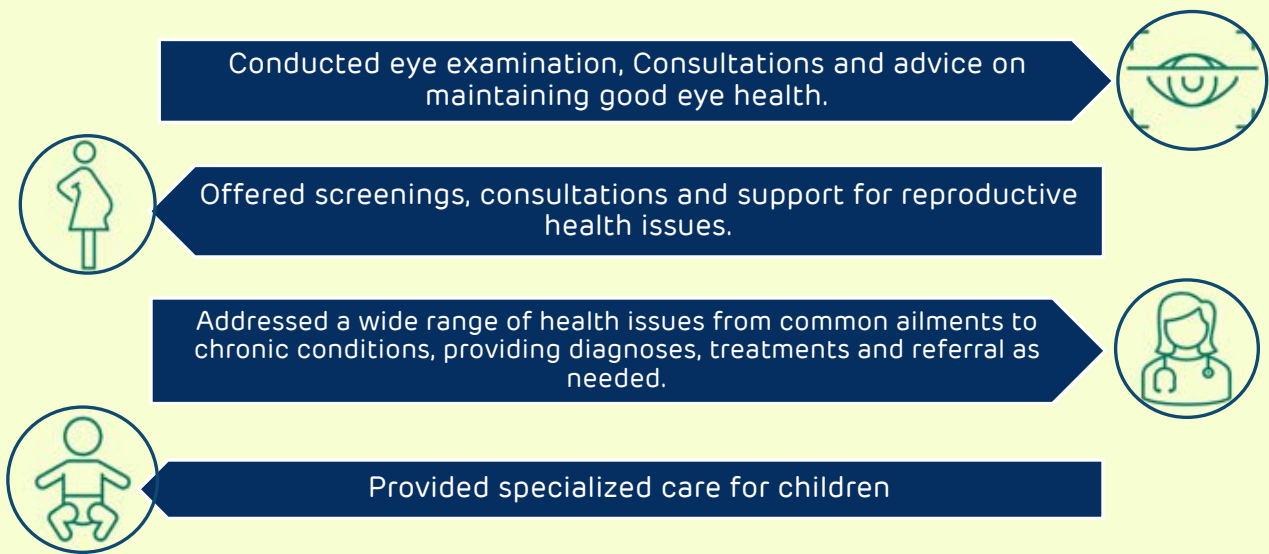 Conducted eye examination, Consultations and advice on
maintaining good eye health.
Offered screenings, consultations and support for reproductive
health issues.
Addressed a wide range of health issues from common ailments to
chronic conditions, providing diagnoses, treatments and referral as
needed.
Provided specialized care for children